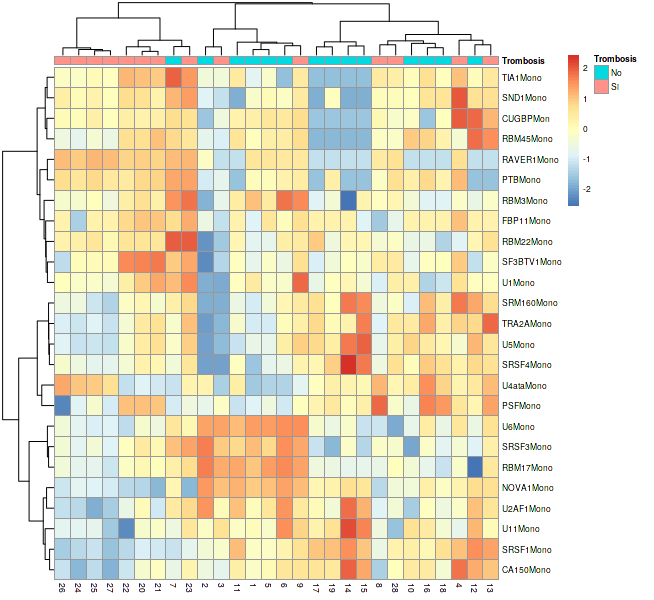 Trombosis
TIA1Mono
SND1Mono
CUGBPMon
RBM45Mono
RAVER1Mono
PTBMono
RBM3Mono
FBP11Mono
RBM22Mono
SF3BTV1Mono
U1Mono
SRM160Mono
TRA2AMono
U5Mono
SRSF4Mono
U4ataMono
PSFMono
U6Mono
SRSF3Mono
RBM17Mono
NOVA1Mono
U2AF1Mono
U11Mono
SRSF1Mono
CA150Mono
26 24 25 27 22 20 21 7 23 2 3 11 1 5 6 9 17 19 14 15 8 28 10 16 18 4 12 13
2
1
0
-1
-2
Trombosis
No
SI